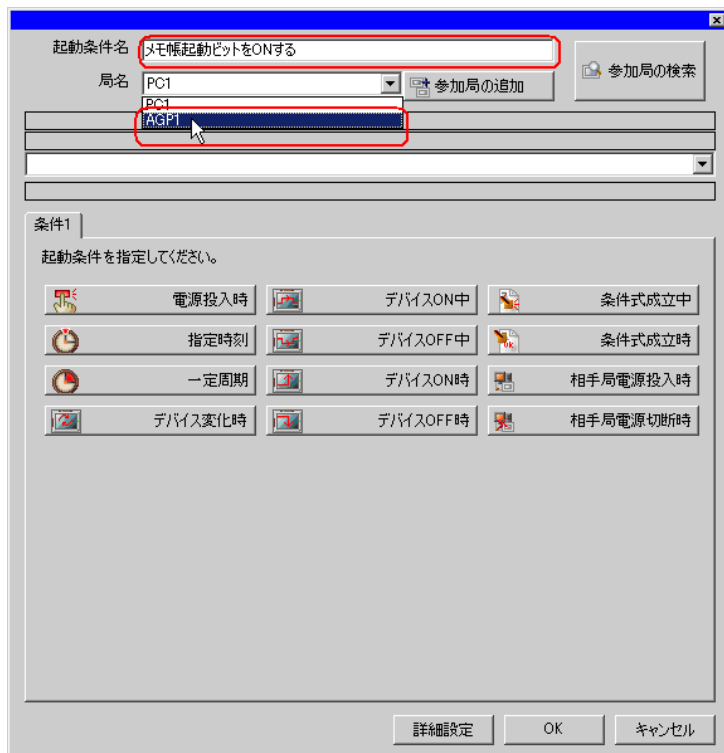 起動条件名 メモ帳起動ビットをONする
参加局の検索
局名 PC1 参加局の追加
PC1
AGP1
条件1
起動条件を指定してください。
電源投入時 デバイスON中 条件式成立中
指定時刻 デバイスOFF中 条件式成立時
一定周期 デバイスON時 相手局電源投入時
デバイス変化時 デバイスOFF時 相手局電源切断時
詳細設定 OK キャンセル